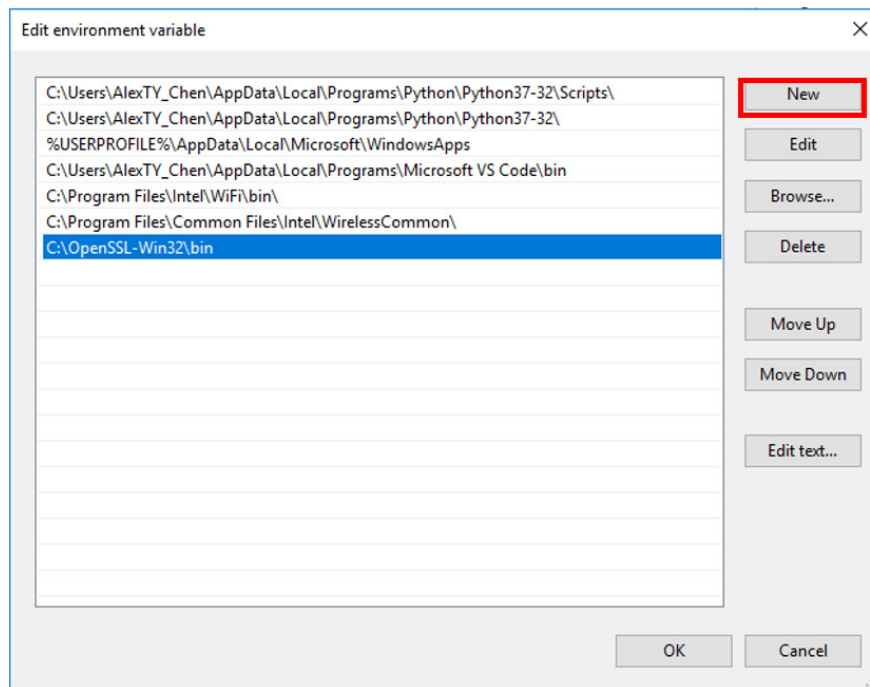 Edit environment variable
C:\Users\AlexTY_Chen\AppData\Local\Programs\Python\Python37-32\Scripts\
C:\Users\AlexTY_Chen\AppData\Local\Programs\Python\Python37-32\
%USERPROFILE%\AppData\Local\Microsoft\WindowsApps
C:\Users\AlexTY_Chen\AppData\Local\Programs\Microsoft VS Code\bin
C:\Program Files\Intel\WiFi\bin\
C:\Program Files\Common Files\Intel\WirelessCommon\
C:\OpenSSL-Win32\bin
New
Edit
Browse...
Delete
Move Up
Move Down
Edit text...
OK
Cancel